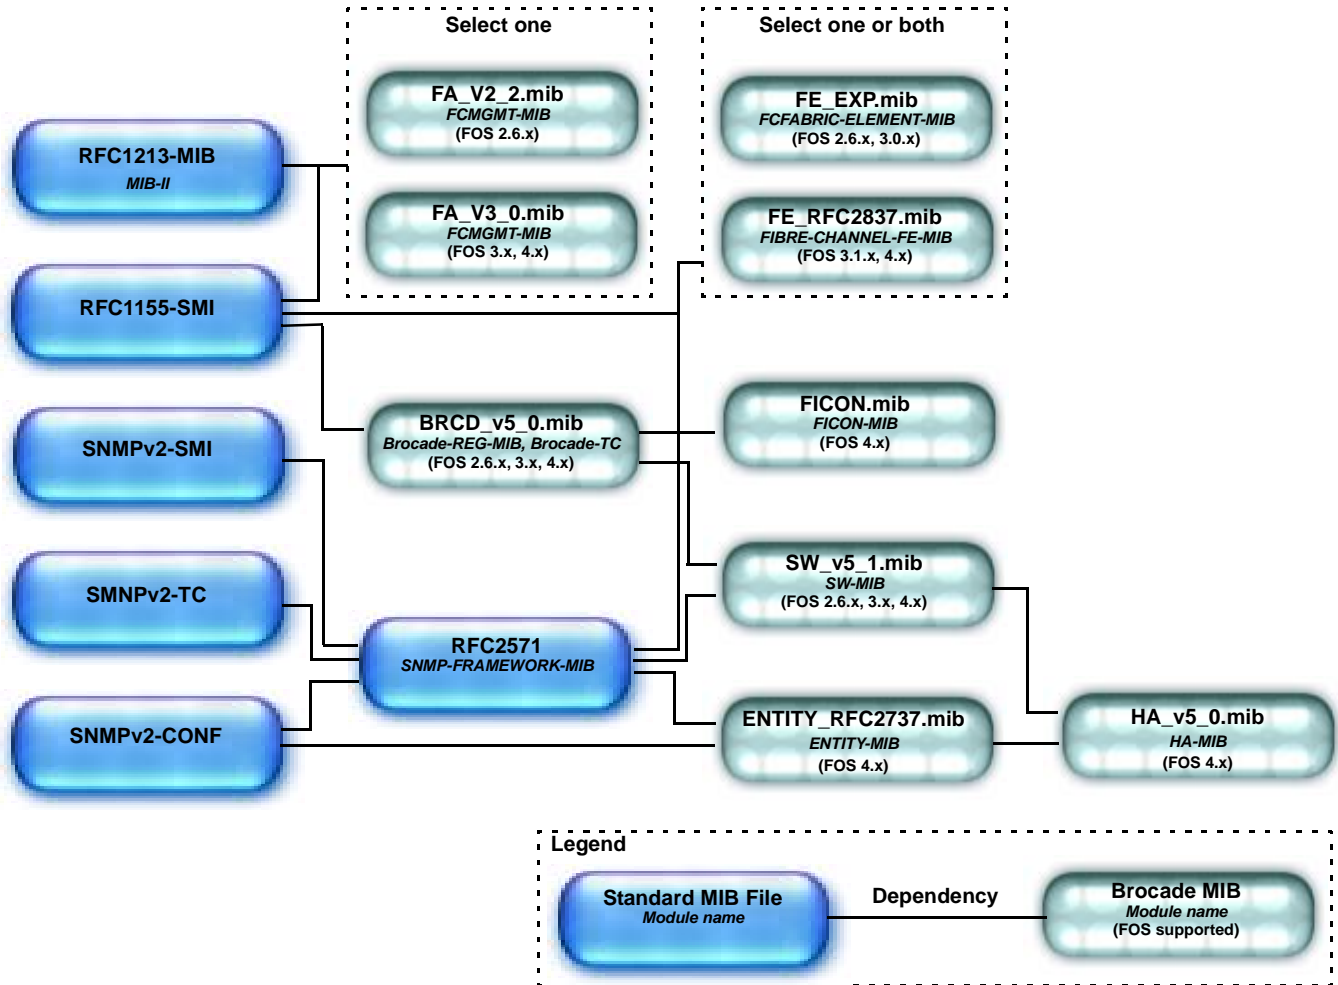 Select one
FA_V2_2.mib
FCMGMT-MIB
(FOS 2.6.x)
FA_V3_0.mib
FCMGMT-MIB
(FOS 3.x, 4.x)
Select one or both
FE_EXP.mib
FCFABRIC-ELEMENT-MIB
(FOS 2.6.x, 3.0.x)
FE_RFC2837.mib
FIBRE-CHANNEL-FE-MIB
(FOS 3.1.x, 4.x)
RFC1213-MIB
MIB-II
RFC1155-SMI
SNMPv2-SMI
SMNPv2-TC
SNMPv2-CONF
BRCD_v5_0.mib
Brocade-REG-MIB, Brocade-TC
(FOS 2.6.x, 3.x, 4.x)
RFC2571
SNMP-FRAMEWORK-MIB
FICON.mib
FICON-MIB
(FOS 4.x)
SW_v5_1.mib
SW-MIB
(FOS 2.6.x, 3.x, 4.x)
ENTITY_RFC2737.mib
ENTITY-MIB
(FOS 4.x)
HA_v5_0.mib
HA-MIB
(FOS 4.x)
Legend
Standard MIB File
Module name
Dependency
Brocade MIB
Module name
(FOS supported)